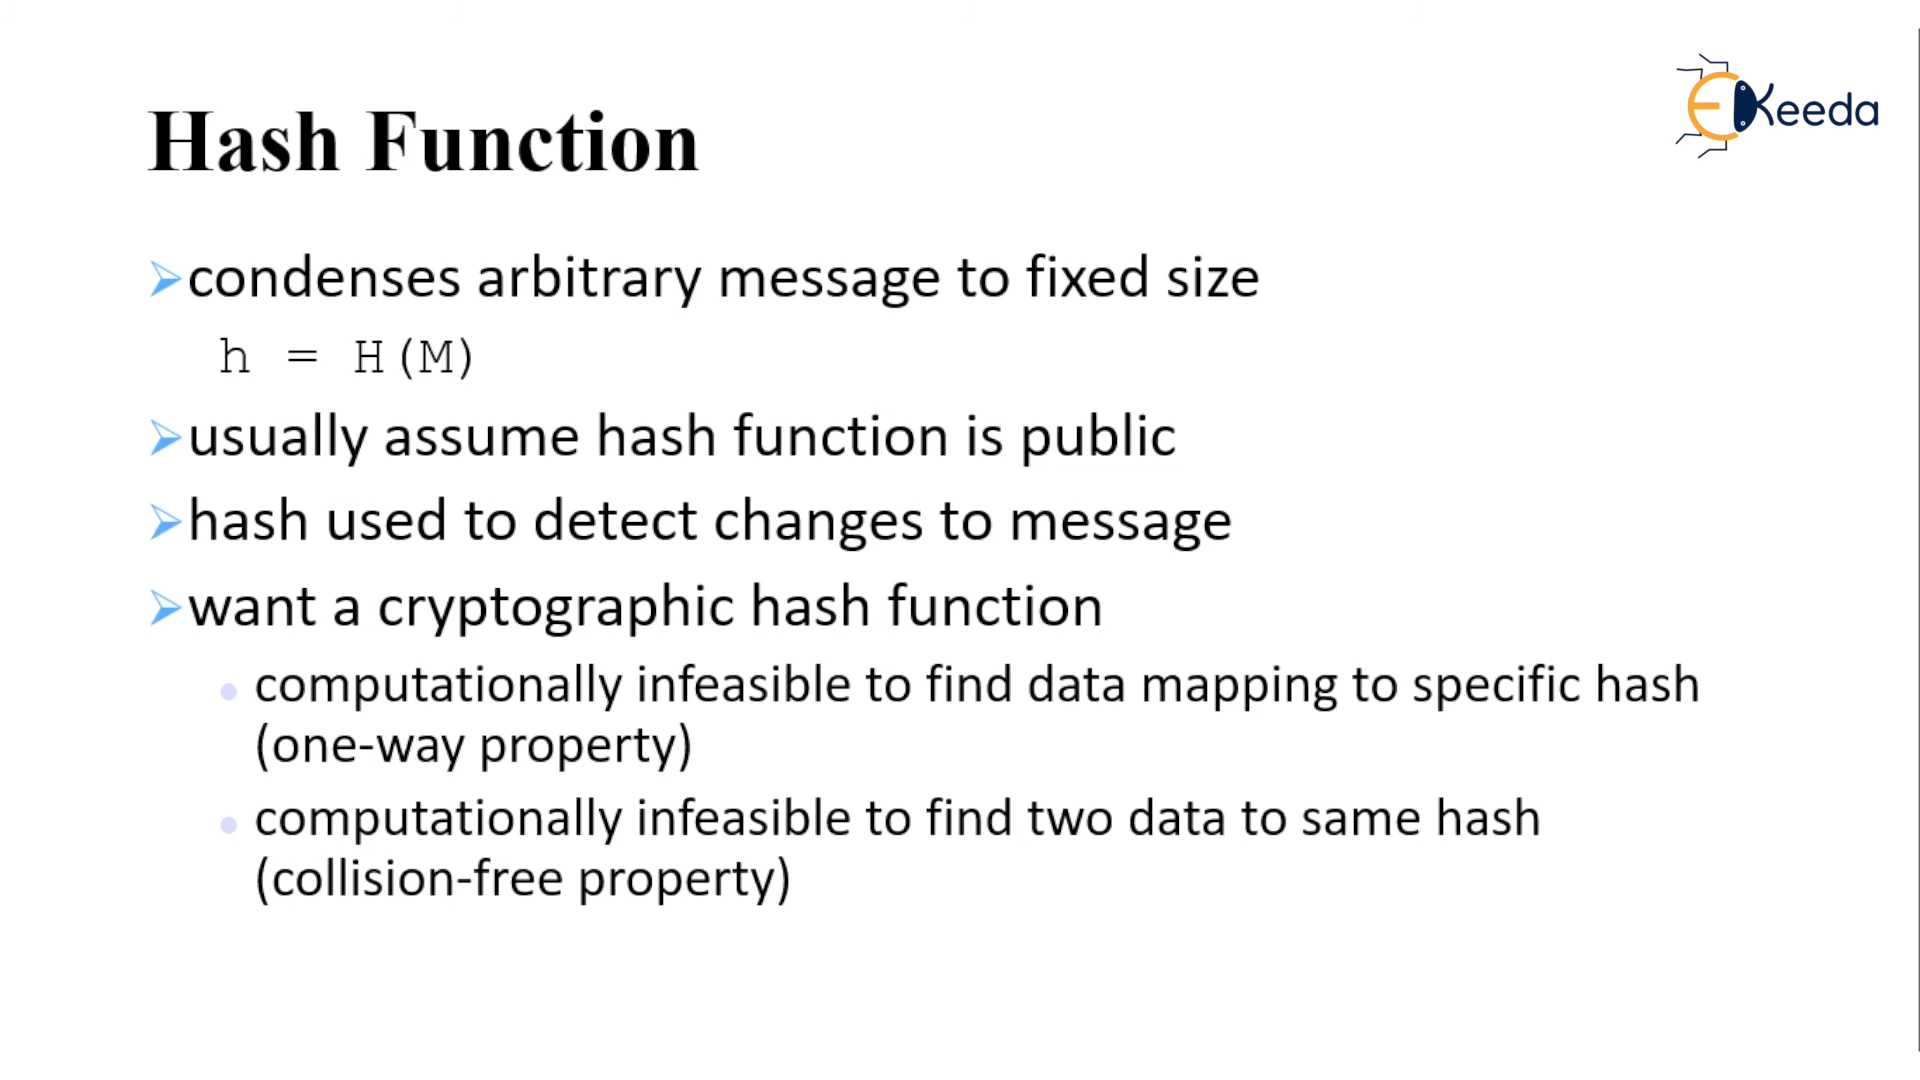 Keeda
Hash Function
condenses arbitrary message to fixed size
h = H(M)
usually assume hash function is public
hash used to detect changes to message
want a cryptographic hash function
computationally infeasible to find data mapping to specific hash
(one-way property)
computationally infeasible to find two data to same hash
(collision-free property)